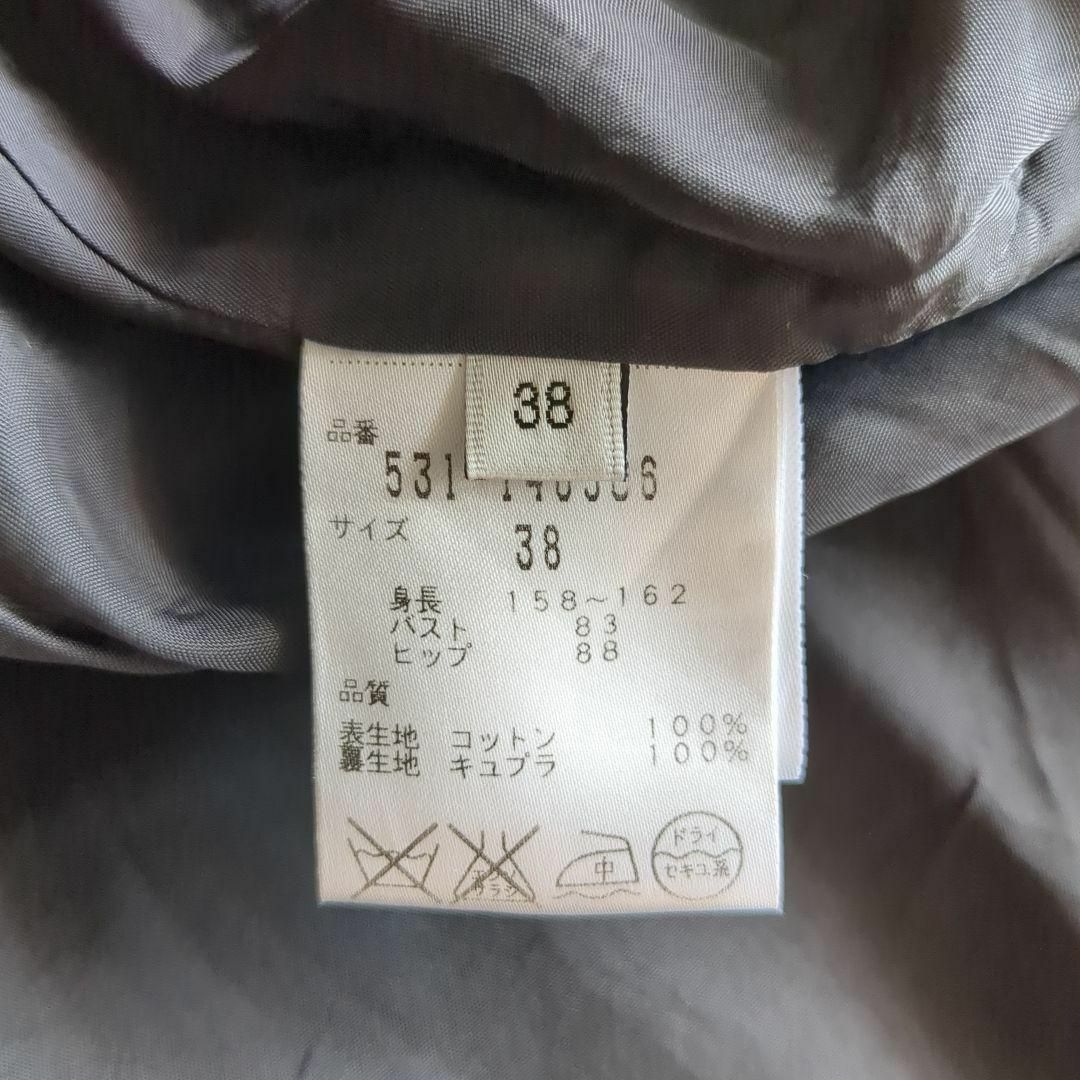 38
品番
531
サイズ
38
身長 158~162
バスト 83
ヒップ 88
品質
表生地 コットン 100%
裏生地 キュプラ 100%
中
ドライ
セキユ系